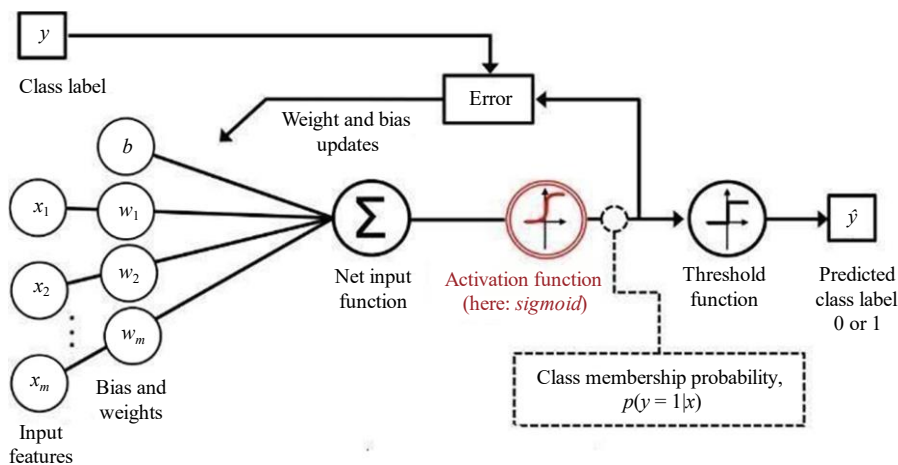 y
Class label
Error
Weight and bias
updates
b
x₁
w₁
x₂
w₂
⋮
wₘ
xₘ
Bias and
weights
Input
features
Σ
Net input
function
Activation function
(here: sigmoid)
Threshold
function
ŷ
Predicted
class label
0 or 1
Class membership probability,
p(y = 1|x)